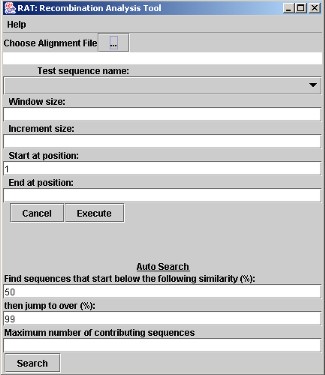 RAT: Recombination Analysis Tool
Help
Choose Alignment File ...
Test sequence name:
Window size:
Increment size:
Start at position:
1
End at position:
Cancel Execute
Auto Search
Find sequences that start below the following similarity (%):
50
then jump to over (%):
99
Maximum number of contributing sequences
Search